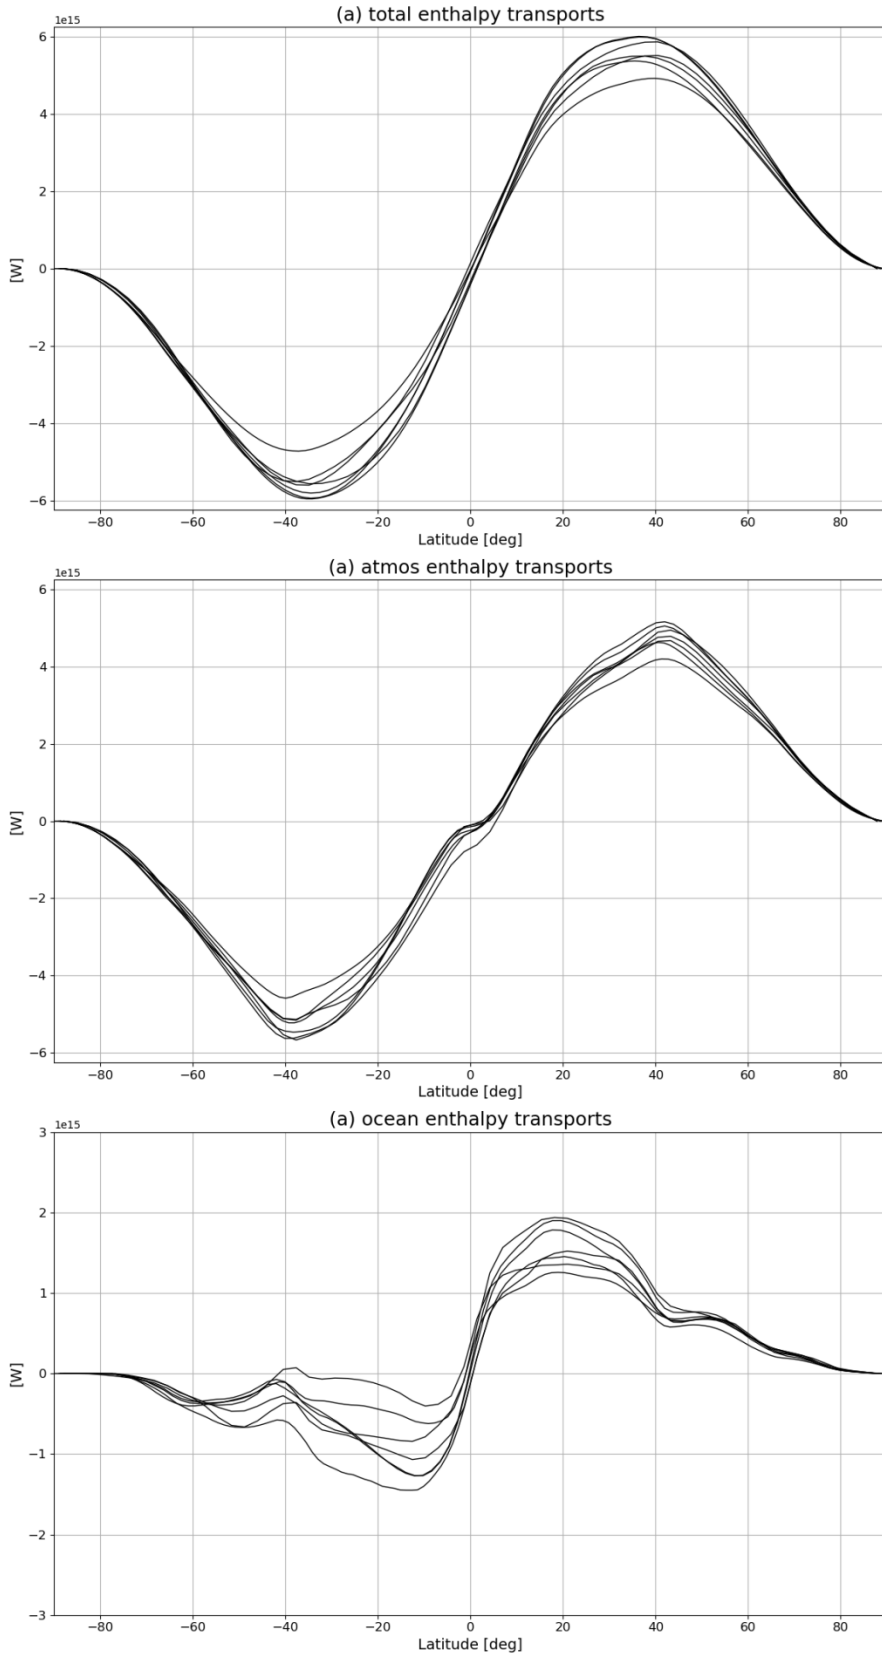 (a) total enthalpy transports
1e15
6
4
2
0
−2
−4
−6
[W]
−80 −60 −40 −20 0 20 40 60 80
Latitude [deg]
(a) atmos enthalpy transports
1e15
6
4
2
0
−2
−4
−6
[W]
−80 −60 −40 −20 0 20 40 60 80
Latitude [deg]
(a) ocean enthalpy transports
1e15
3
2
1
0
−1
−2
−3
[W]
−80 −60 −40 −20 0 20 40 60 80
Latitude [deg]